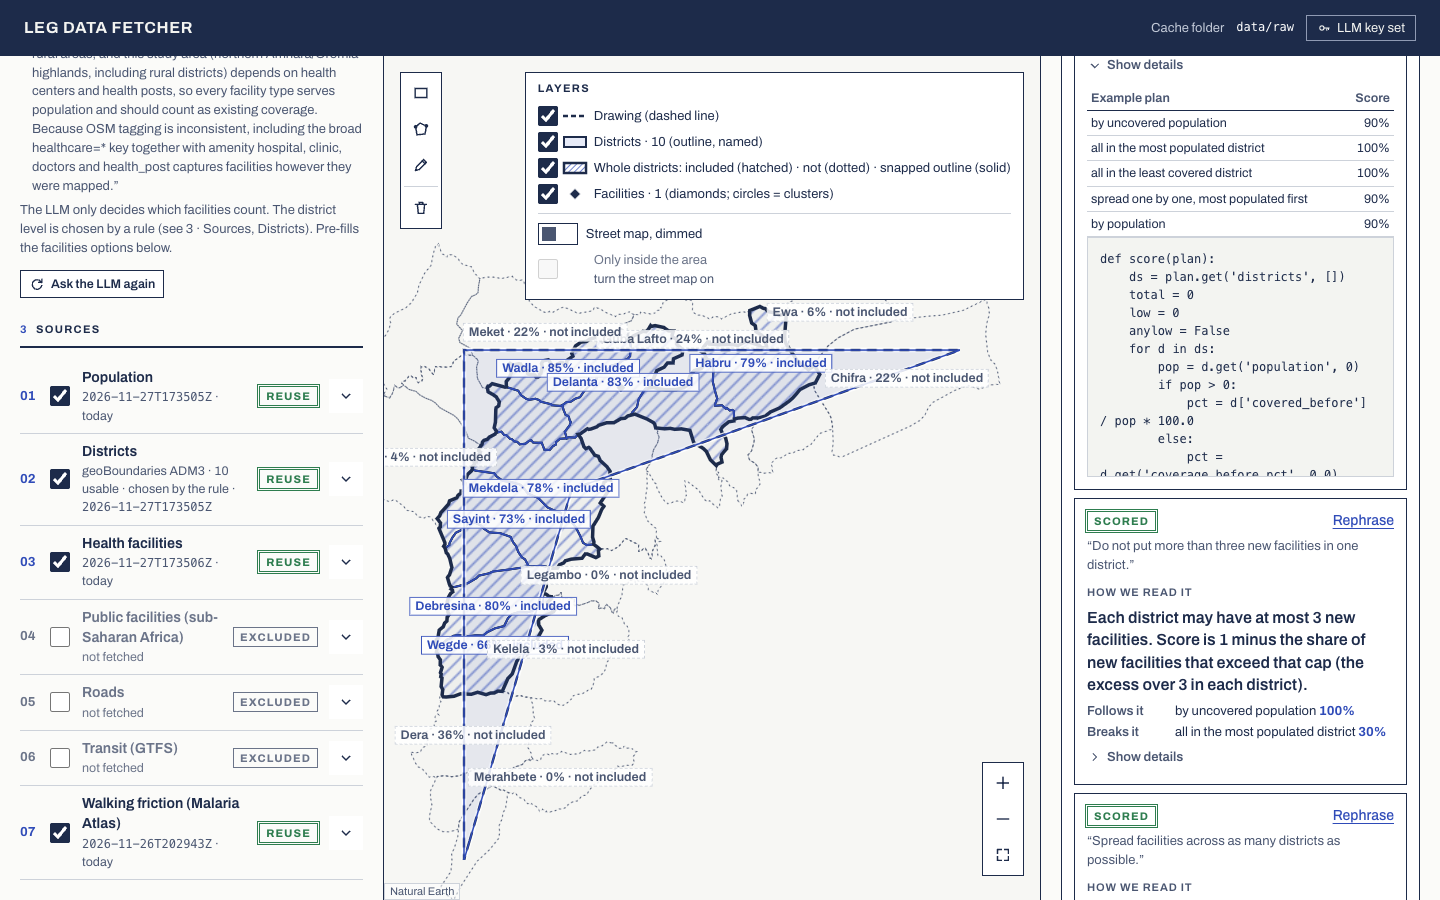 LEG DATA FETCHER
Cache folder data/raw LLM key set
rural areas, and this study area (northern Amhara/Oromia
highlands, including rural districts) depends on health
centers and health posts, so every facility type serves
population and should count as existing coverage.
Because OSM tagging is inconsistent, including the broad
healthcare=* key together with amenity hospital, clinic,
doctors and health_post captures facilities however they
were mapped.”
The LLM only decides which facilities count. The district
level is chosen by a rule (see 3 · Sources, Districts). Pre-fills
the facilities options below.
Ask the LLM again
3 SOURCES
01 Population
2026-11-27T173505Z ·
today
REUSE
02 Districts
geoBoundaries ADM3 · 10
usable · chosen by the rule ·
2026-11-27T173505Z
REUSE
03 Health facilities
2026-11-27T173506Z ·
today
REUSE
04 Public facilities (sub-
Saharan Africa)
not fetched
EXCLUDED
05 Roads
not fetched
EXCLUDED
06 Transit (GTFS)
not fetched
EXCLUDED
07 Walking friction (Malaria
Atlas)
2026-11-26T202943Z ·
today
REUSE
LAYERS
Drawing (dashed line)
Districts · 10 (outline, named)
Whole districts: included (hatched) · not (dotted) · snapped outline (solid)
Facilities · 1 (diamonds; circles = clusters)
Street map, dimmed
Only inside the area
turn the street map on
Ewa · 6% · not included
Meket · 22% · not included
Lafto · 24% · not included
Wadla · 85% · included
Habru · 79% · included
Delanta · 83% · included
Chifra · 22% · not included
· 4% · not included
Mekdela · 78% · included
Sayint · 73% · included
Legambo · 0% · not included
Debresina · 80% · included
Wegde · 6
Kelela · 3% · not included
Dera · 36% · not included
Merahbete · 0% · not included
Natural Earth
Show details
Example plan Score
by uncovered population 90%
all in the most populated district 100%
all in the least covered district 100%
spread one by one, most populated first 90%
by population 90%
def score(plan):
    ds = plan.get('districts', [])
    total = 0
    low = 0
    anylow = False
    for d in ds:
        pop = d.get('population', 0)
        if pop > 0:
            pct = d['covered_before']
/ pop * 100.0
        else:
            pct =
d.get('coverage_before_pct', 0.0)
SCORED Rephrase
“Do not put more than three new facilities in one
district.”
HOW WE READ IT
Each district may have at most 3 new
facilities. Score is 1 minus the share of
new facilities that exceed that cap (the
excess over 3 in each district).
Follows it by uncovered population 100%
Breaks it all in the most populated district 30%
Show details
SCORED Rephrase
“Spread facilities across as many districts as
possible.”
HOW WE READ IT